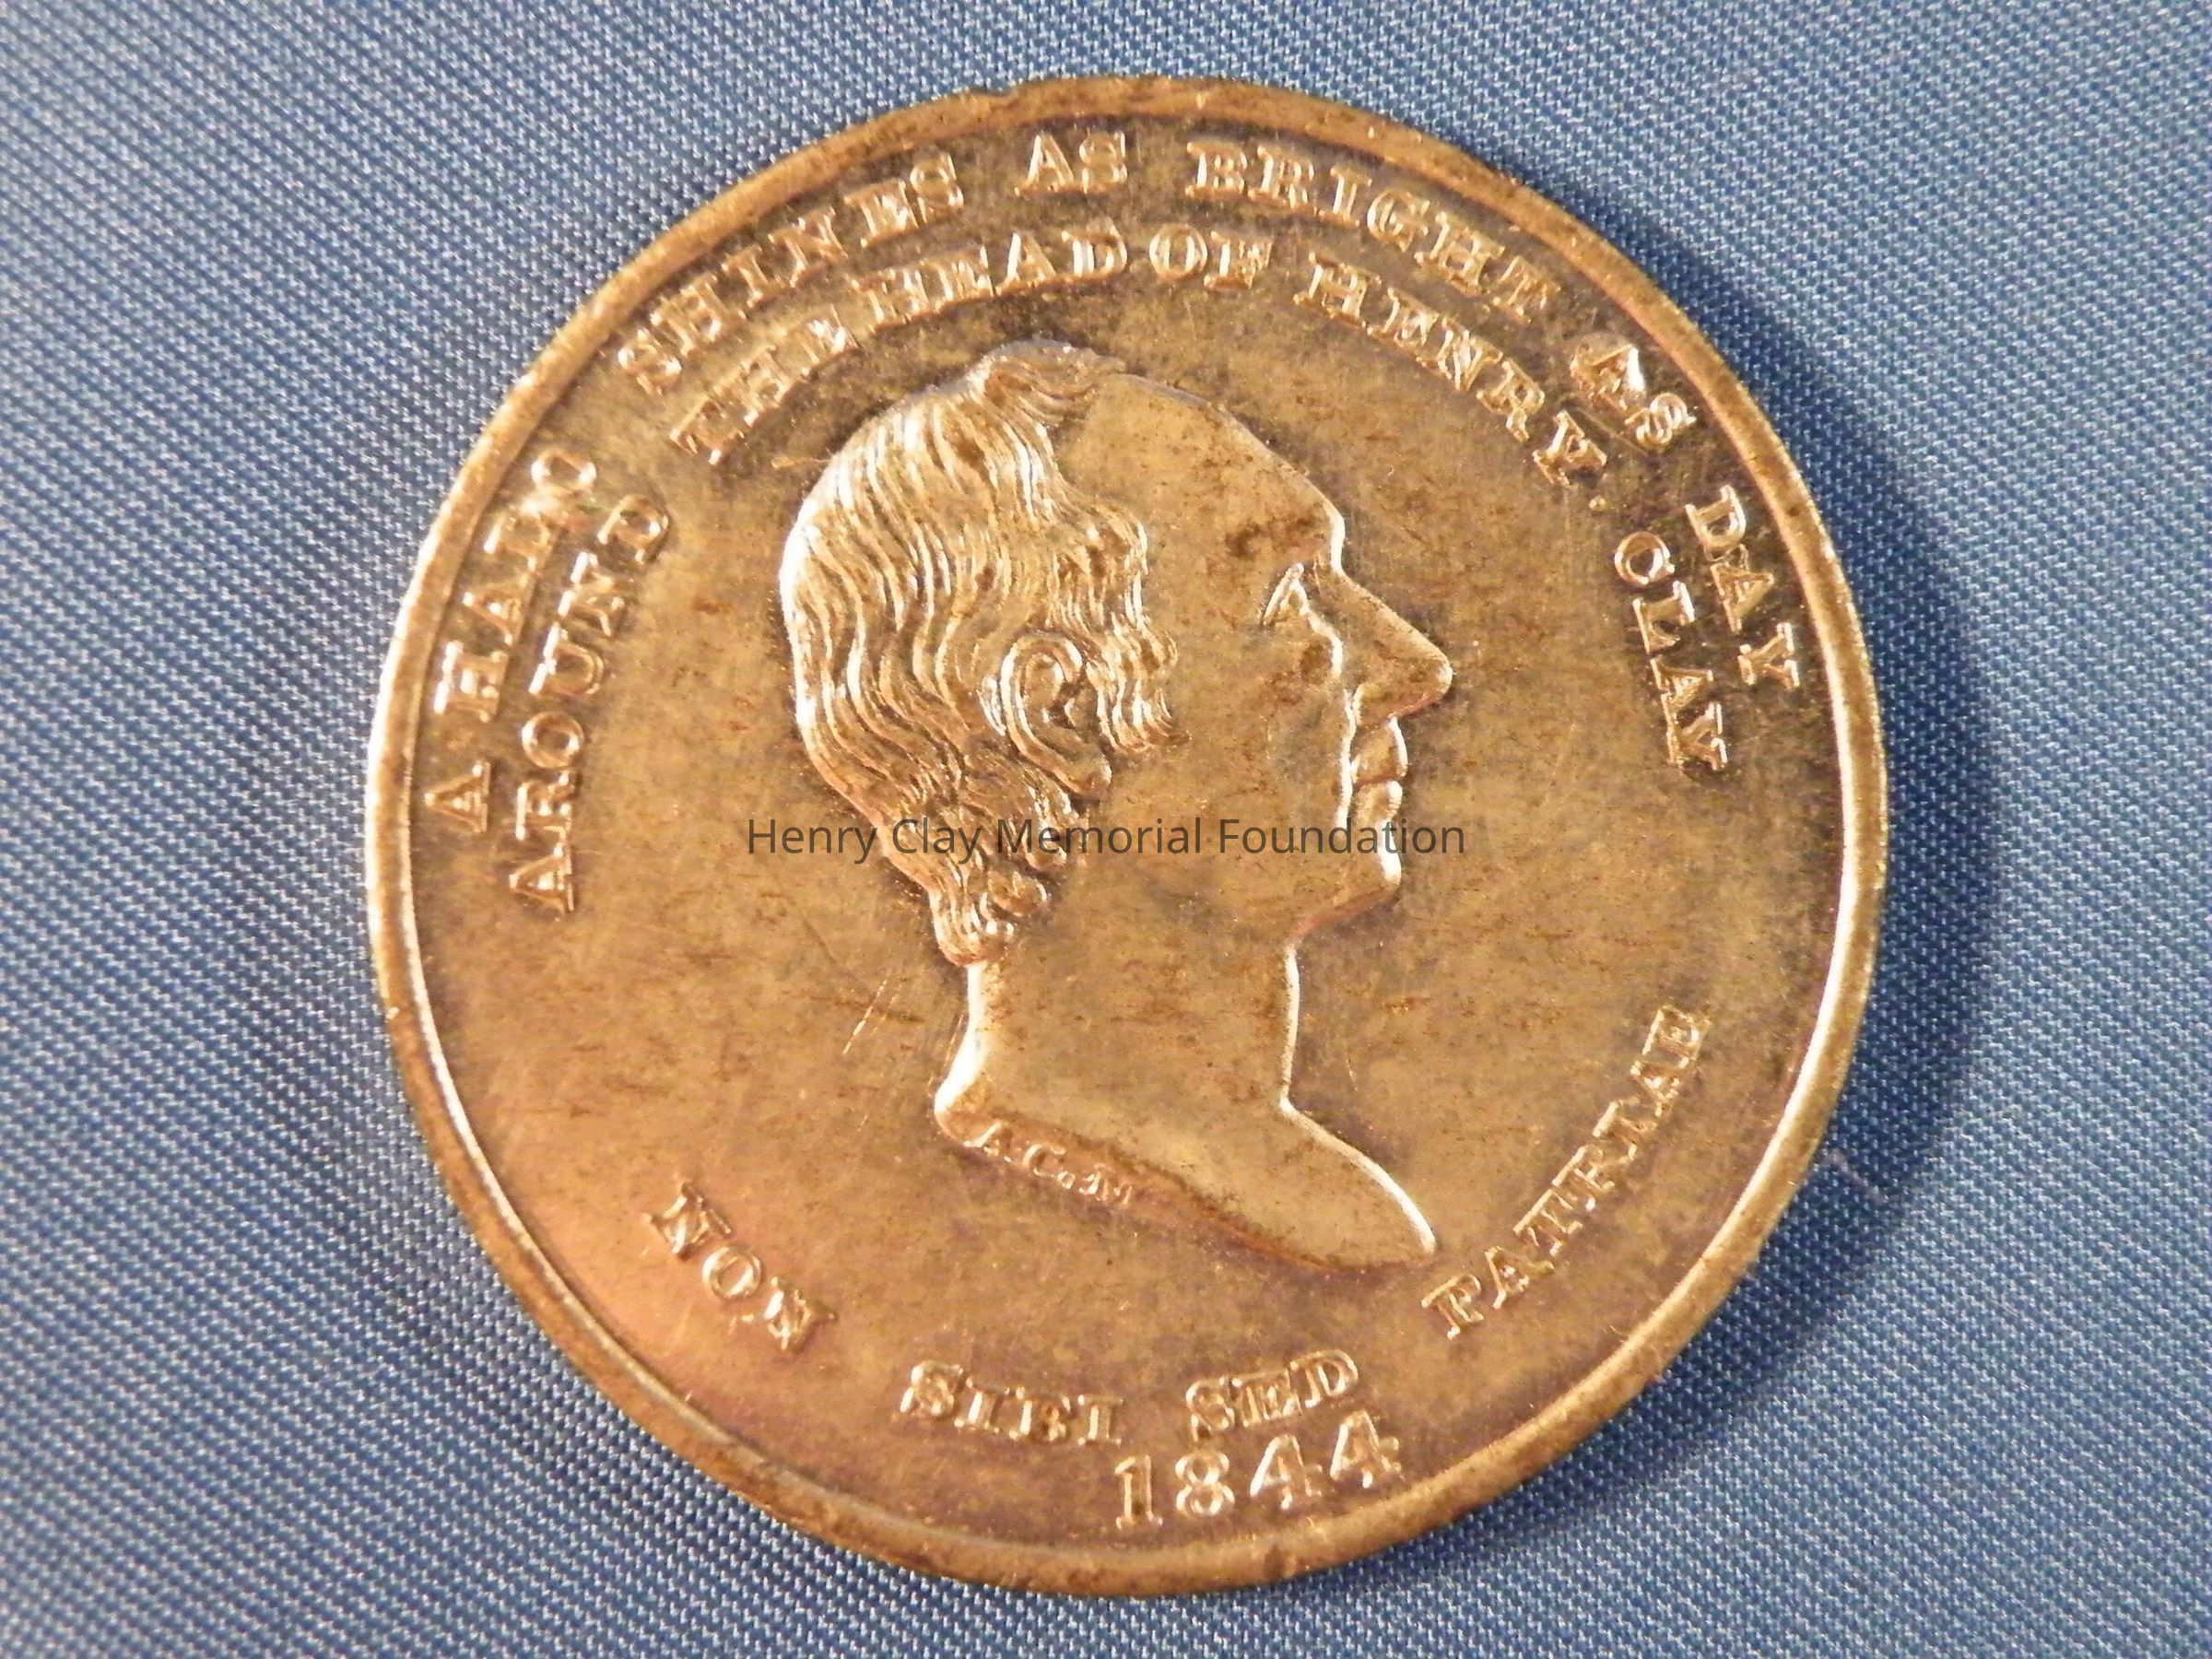 A HALO SHINES AS BRIGHT AS DAY
AROUND THE HEAD OF HENRY. CLAY
A.C.M
NON SIBI SED PATRIAE
1844
Henry Clay Memorial Foundation